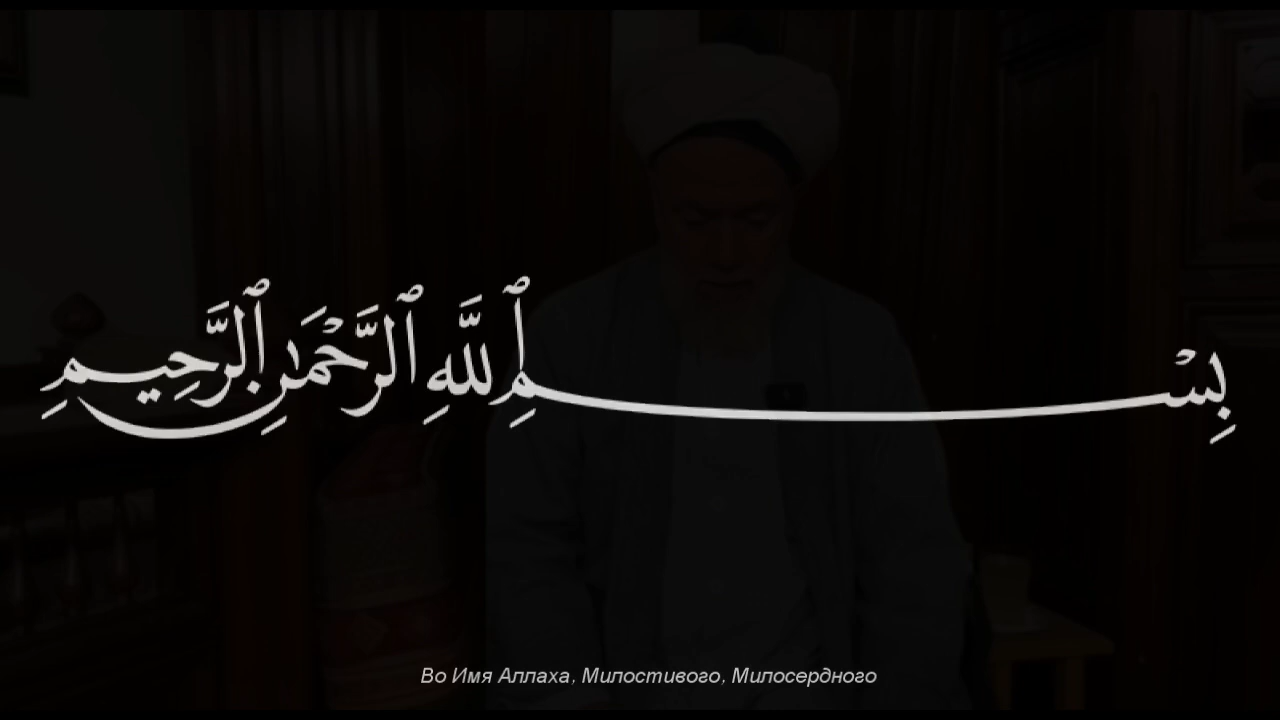 بِسْمِ ٱللَّهِ ٱلرَّحْمَٰنِ ٱلرَّحِيمِ
Во Имя Аллаха, Милостивого, Милосердного